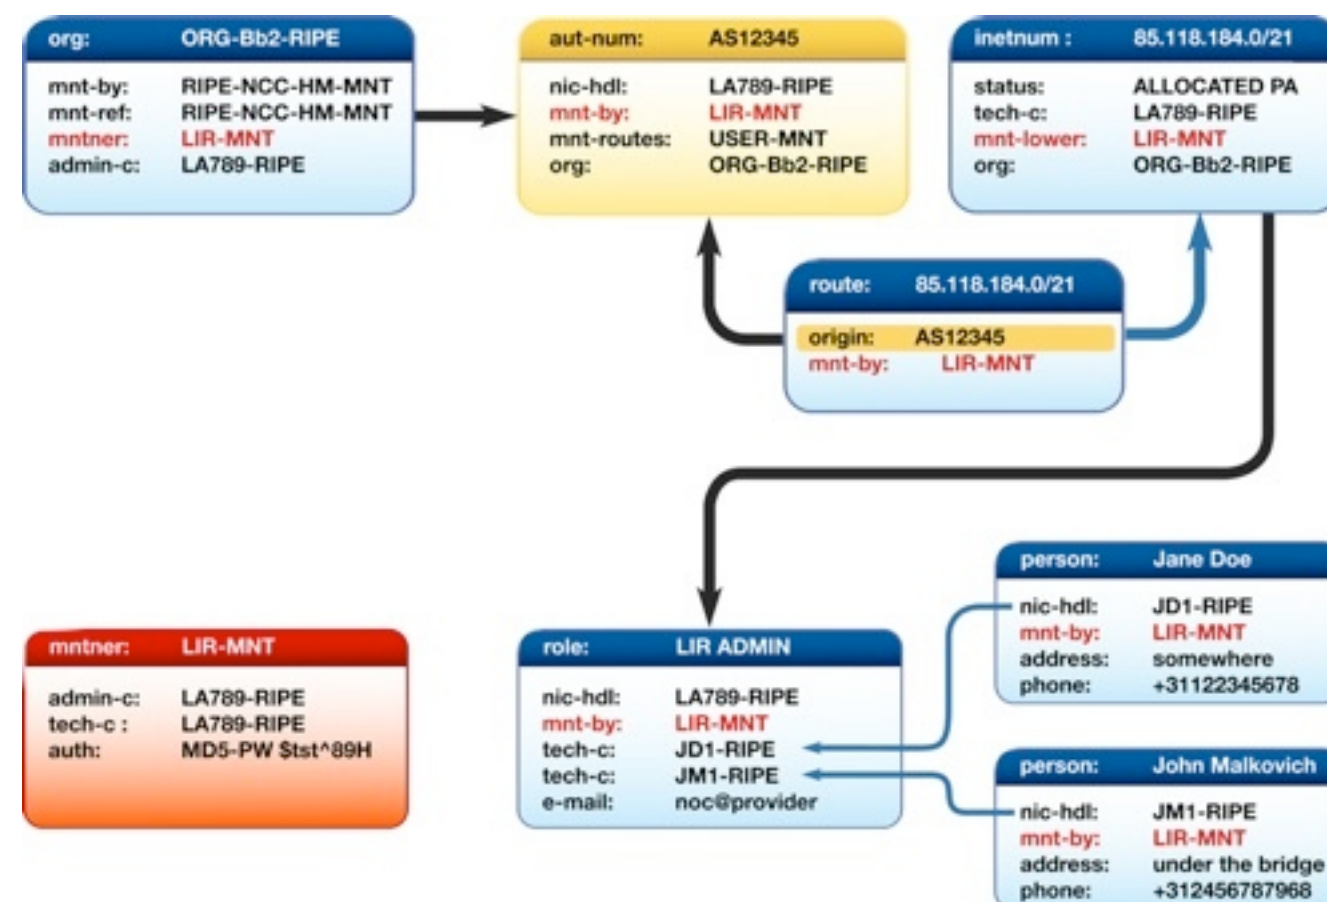 org: ORG-Bb2-RIPE
mnt-by: RIPE-NCC-HM-MNT
mnt-ref: RIPE-NCC-HM-MNT
mntner: LIR-MNT
admin-c: LA789-RIPE
aut-num: AS12345
nic-hdl: LA789-RIPE
mnt-by: LIR-MNT
mnt-routes: USER-MNT
org: ORG-Bb2-RIPE
inetnum : 85.118.184.0/21
status: ALLOCATED PA
tech-c: LA789-RIPE
mnt-lower: LIR-MNT
org: ORG-Bb2-RIPE
route: 85.118.184.0/21
origin: AS12345
mnt-by: LIR-MNT
mntner: LIR-MNT
admin-c: LA789-RIPE
tech-c : LA789-RIPE
auth: MD5-PW $tst^89H
role: LIR ADMIN
nic-hdl: LA789-RIPE
mnt-by: LIR-MNT
tech-c: JD1-RIPE
tech-c: JM1-RIPE
e-mail: noc@provider
person: Jane Doe
nic-hdl: JD1-RIPE
mnt-by: LIR-MNT
address: somewhere
phone: +31122345678
person: John Malkovich
nic-hdl: JM1-RIPE
mnt-by: LIR-MNT
address: under the bridge
phone: +312456787968